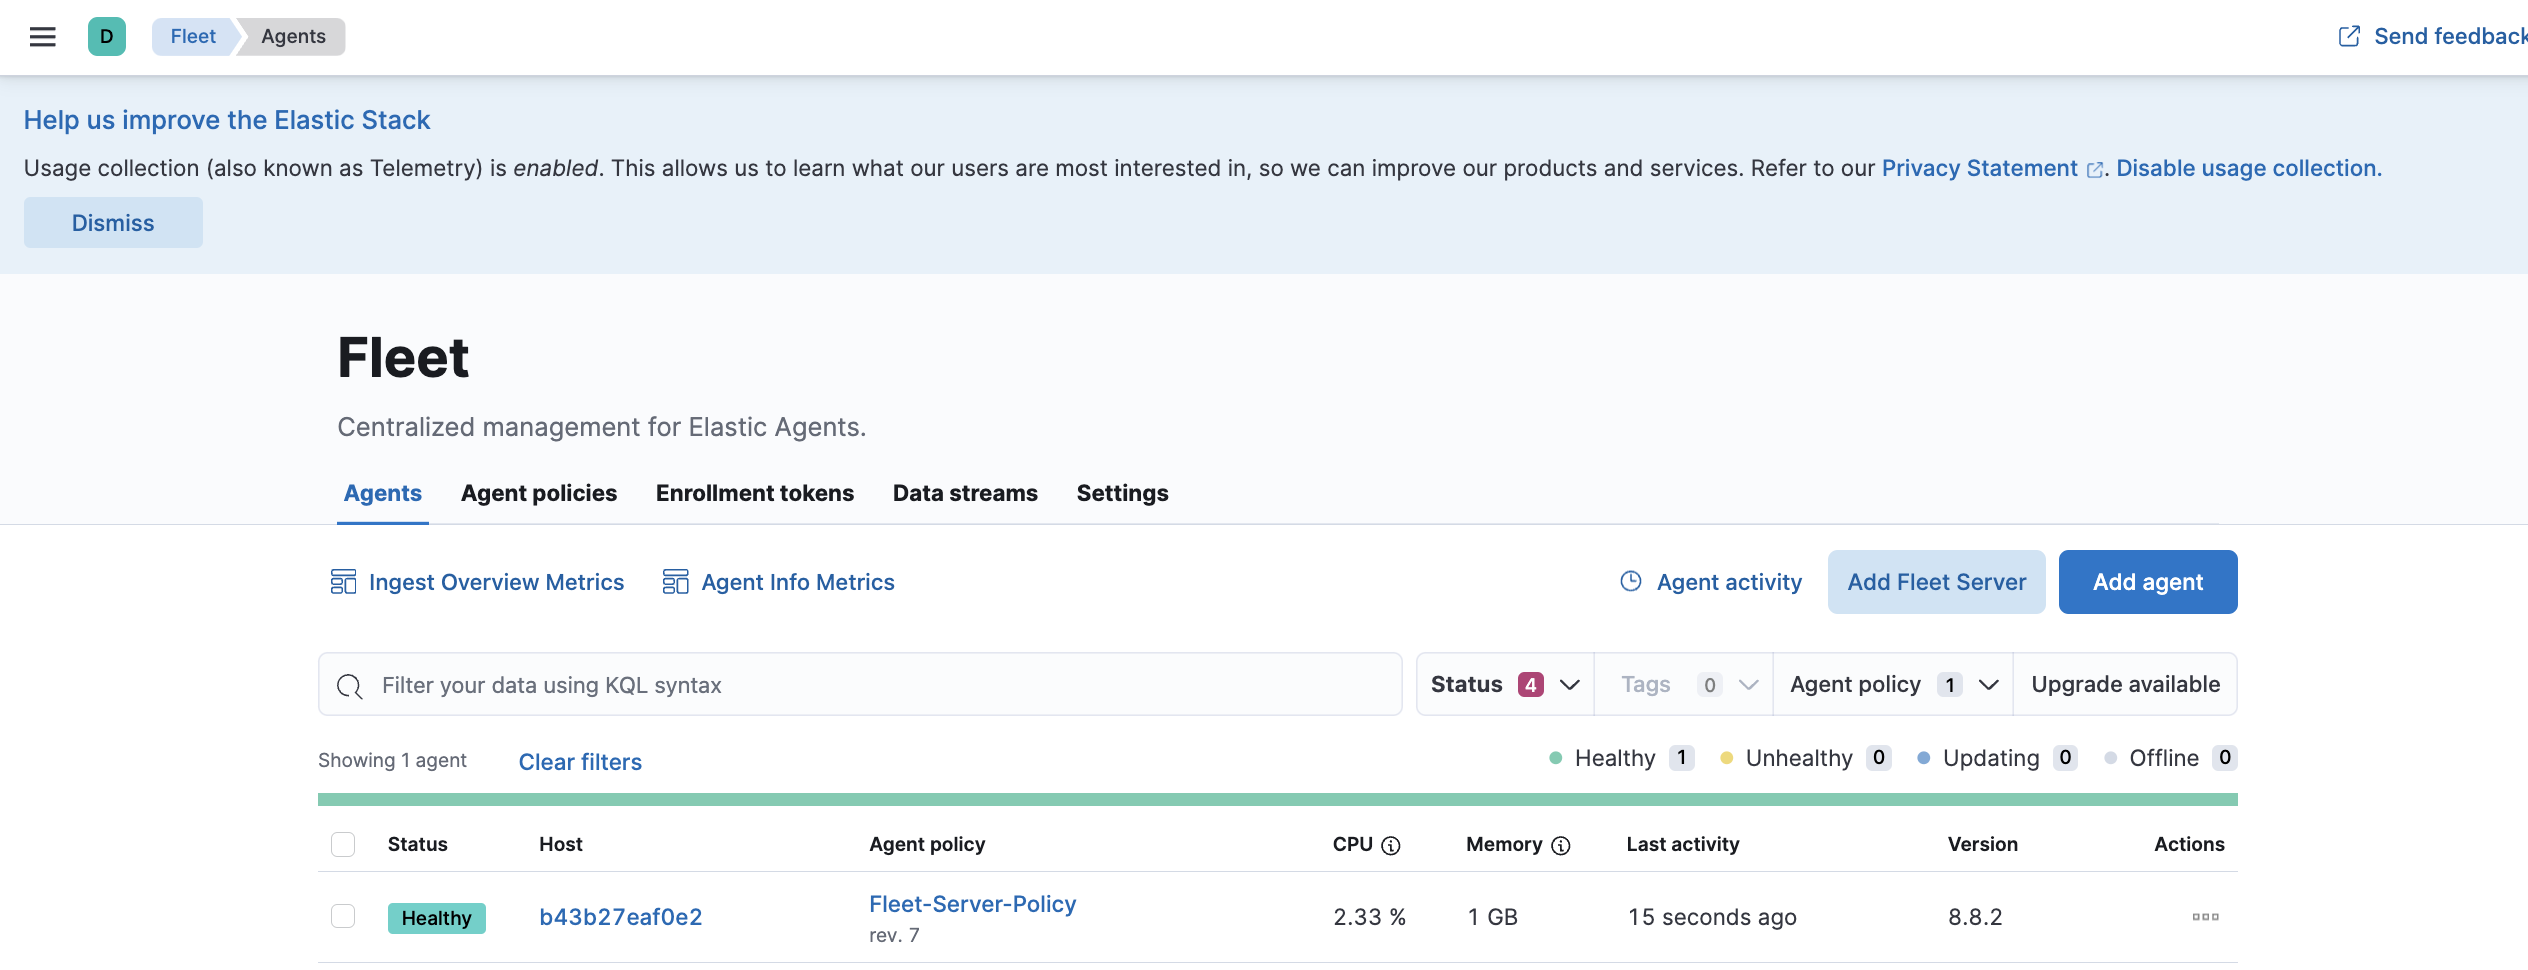 D Fleet Agents Send feedback
Help us improve the Elastic Stack
Usage collection (also known as Telemetry) is enabled. This allows us to learn what our users are most interested in, so we can improve our products and services. Refer to our Privacy Statement. Disable usage collection.
Dismiss
Fleet
Centralized management for Elastic Agents.
Agents Agent policies Enrollment tokens Data streams Settings
Ingest Overview Metrics Agent Info Metrics Agent activity Add Fleet Server Add agent
Filter your data using KQL syntax Status 4 Tags 0 Agent policy 1 Upgrade available
Showing 1 agent Clear filters Healthy 1 Unhealthy 0 Updating 0 Offline 0
Status Host Agent policy CPU Memory Last activity Version Actions
Healthy b43b27eaf0e2 Fleet-Server-Policy 2.33 % 1 GB 15 seconds ago 8.8.2
rev. 7